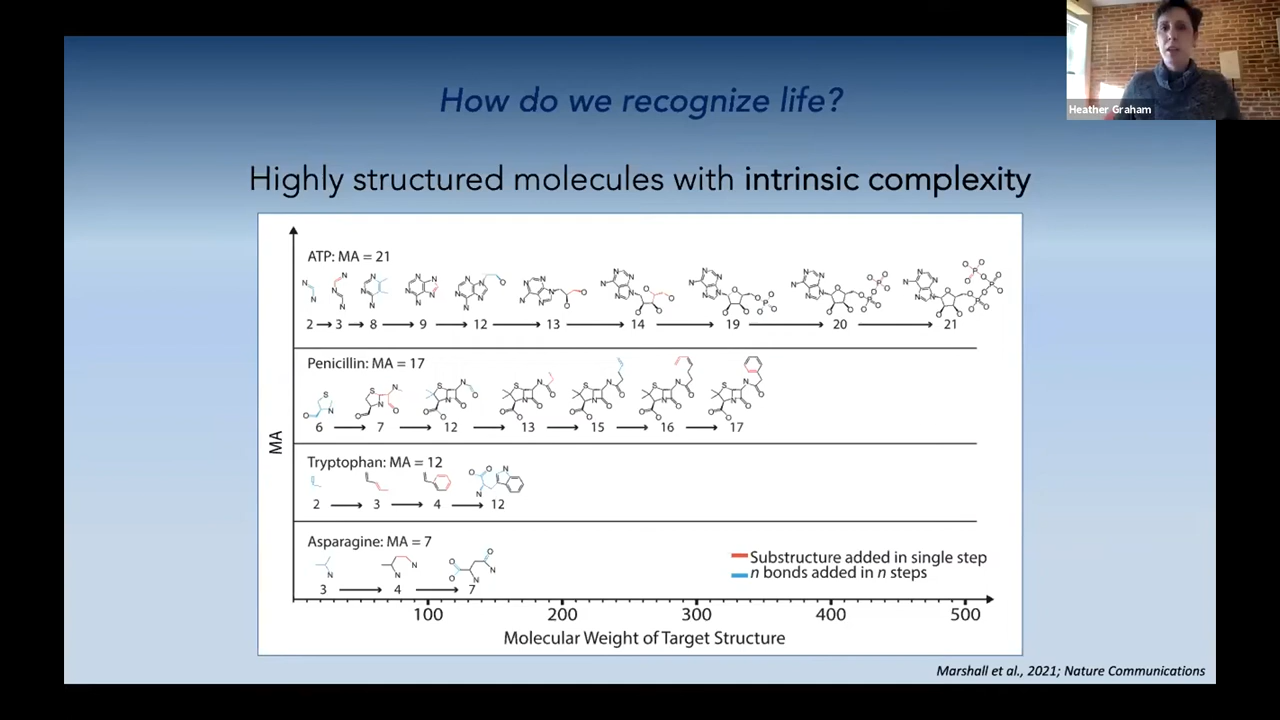 Heather Graham
How do we recognize life?
Highly structured molecules with intrinsic complexity
ATP: MA = 21
2 → 3 → 8 → 9 → 12 → 13 → 14 → 19 → 20 → 21
Penicillin: MA = 17
6 → 7 → 12 → 13 → 15 → 16 → 17
Tryptophan: MA = 12
2 → 3 → 4 → 12
Asparagine: MA = 7
3 → 4 → 7
MA
Substructure added in single step
n bonds added in n steps
100 200 300 400 500
Molecular Weight of Target Structure
Marshall et al., 2021; Nature Communications